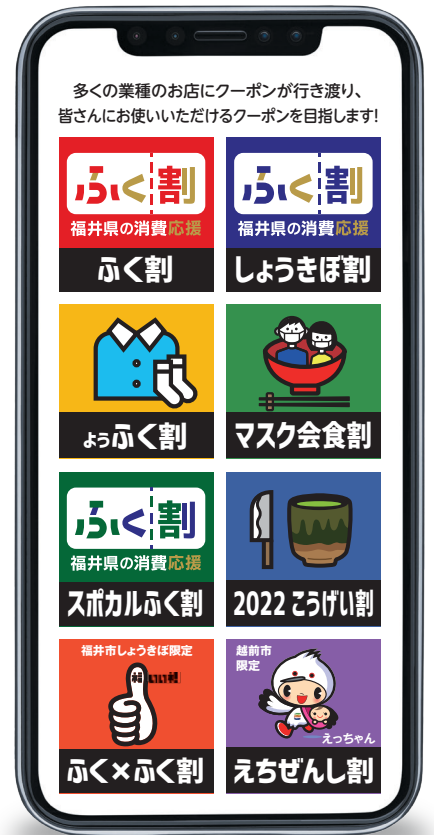 多くの業種のお店にクーポンが行き渡り、
皆さんにお使いいただけるクーポンを目指します!
ふく割
福井県の消費応援
ふく割
ふく割
福井県の消費応援
しょうきぼ割
ようふく割
マスク会食割
ふく割
福井県の消費応援
スポカルふく割
2022 こうげい割
福井市しょうきぼ限定
ふく×ふく割
越前市
限定
えっちゃん
えちぜんし割